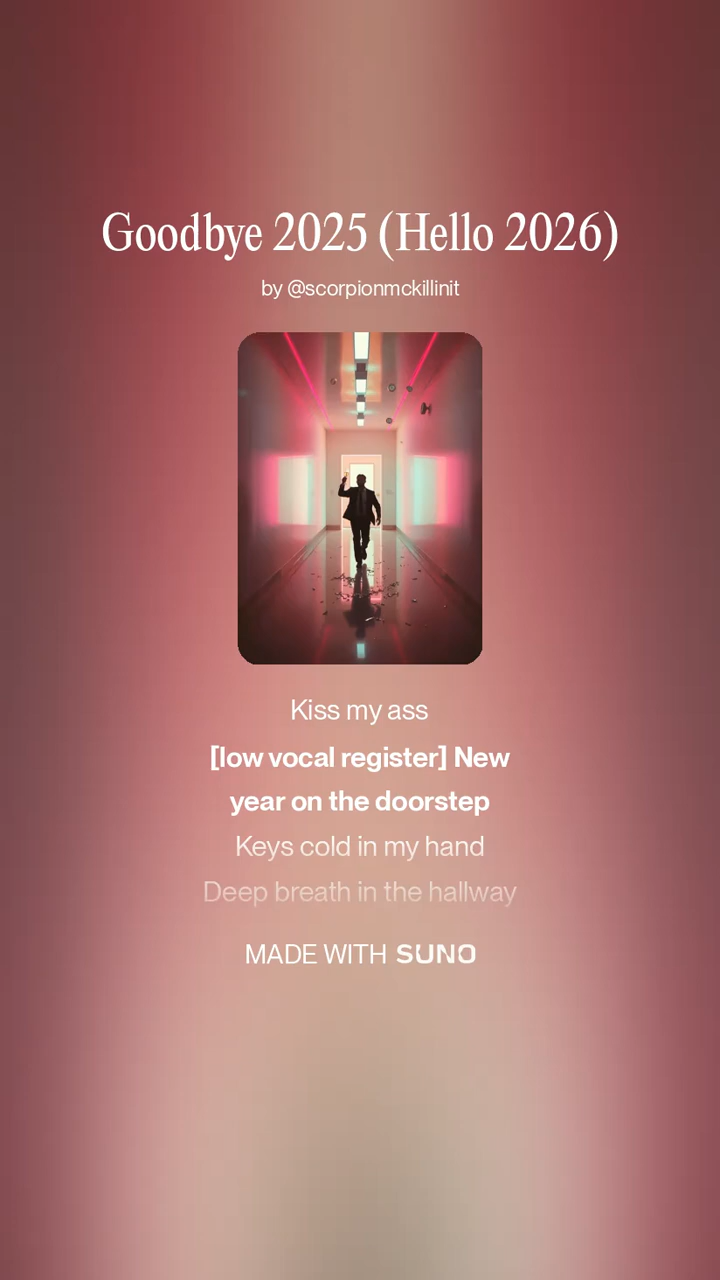 Goodbye 2025 (Hello 2026)
by @scorpionmckillinit
Kiss my ass
[low vocal register] New
year on the doorstep
Keys cold in my hand
Deep breath in the hallway
MADE WITH SUNO